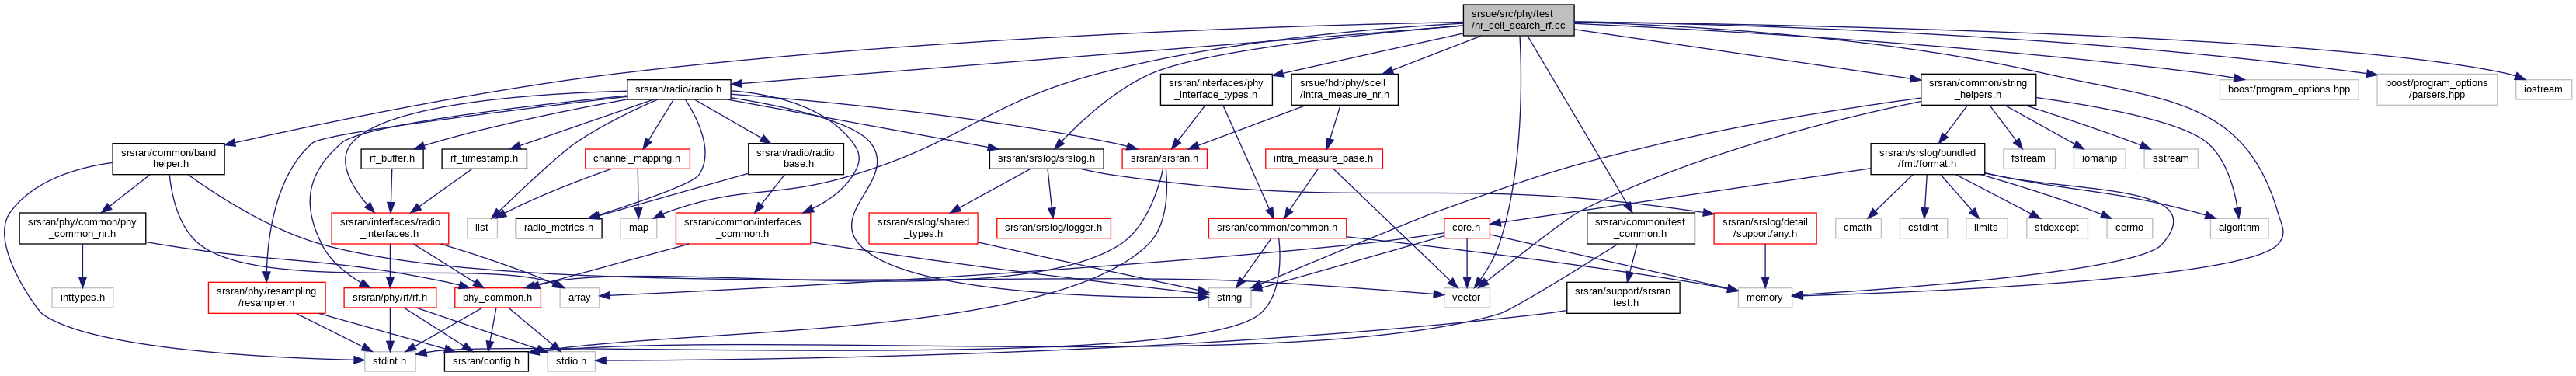 srsue/src/phy/test
/nr_cell_search_rf.cc
srsran/radio/radio.h
srsran/interfaces/phy
_interface_types.h
srsue/hdr/phy/scell
/intra_measure_nr.h
srsran/common/string
_helpers.h
boost/program_options.hpp
boost/program_options
/parsers.hpp
iostream
srsran/common/band
_helper.h
rf_buffer.h
rf_timestamp.h
channel_mapping.h
srsran/radio/radio
_base.h
srsran/srslog/srslog.h
srsran/srsran.h
intra_measure_base.h
srsran/srslog/bundled
/fmt/format.h
fstream
iomanip
sstream
srsran/phy/common/phy
_common_nr.h
srsran/interfaces/radio
_interfaces.h
list
radio_metrics.h
map
srsran/common/interfaces
_common.h
srsran/srslog/shared
_types.h
srsran/srslog/logger.h
srsran/common/common.h
core.h
srsran/common/test
_common.h
srsran/srslog/detail
/support/any.h
cmath
cstdint
limits
stdexcept
cerrno
algorithm
inttypes.h
srsran/phy/resampling
/resampler.h
srsran/phy/rf/rf.h
phy_common.h
array
string
vector
srsran/support/srsran
_test.h
memory
stdint.h
srsran/config.h
stdio.h